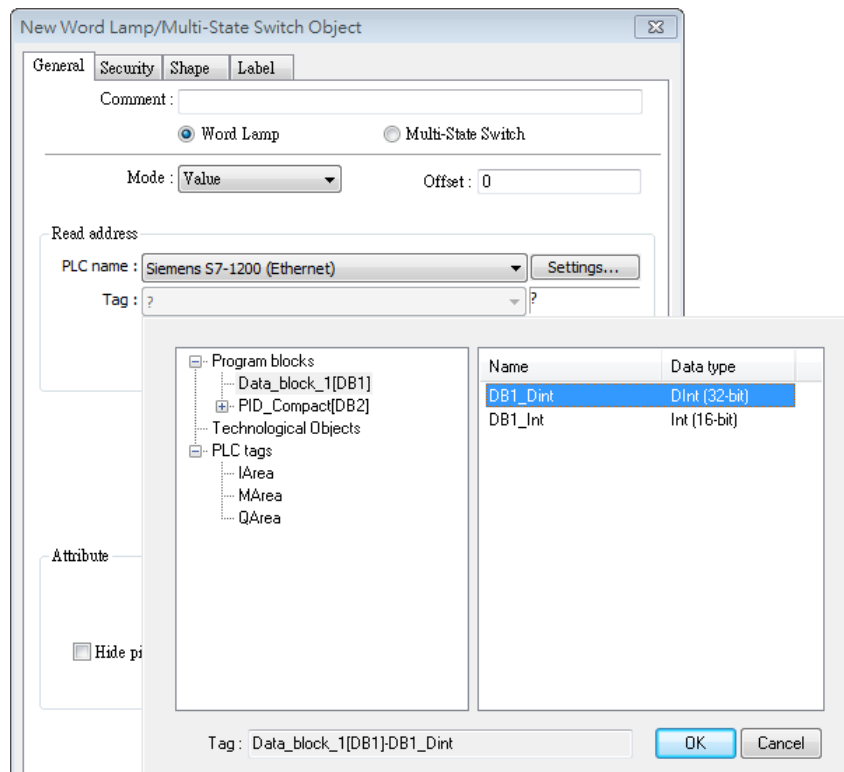 New Word Lamp/Multi-State Switch Object
General Security Shape Label
Comment :
Word Lamp Multi-State Switch
Mode : Value Offset : 0
Read address
PLC name : Siemens S7-1200 (Ethernet) Settings...
Tag : ? ?
Program blocks
Data_block_1[DB1]
PID_Compact[DB2]
Technological Objects
PLC tags
IArea
MArea
QArea
Name Data type
DB1_Dint DInt (32-bit)
DB1_Int Int (16-bit)
Attribute
Hide pi
Tag : Data_block_1[DB1]-DB1_Dint OK Cancel